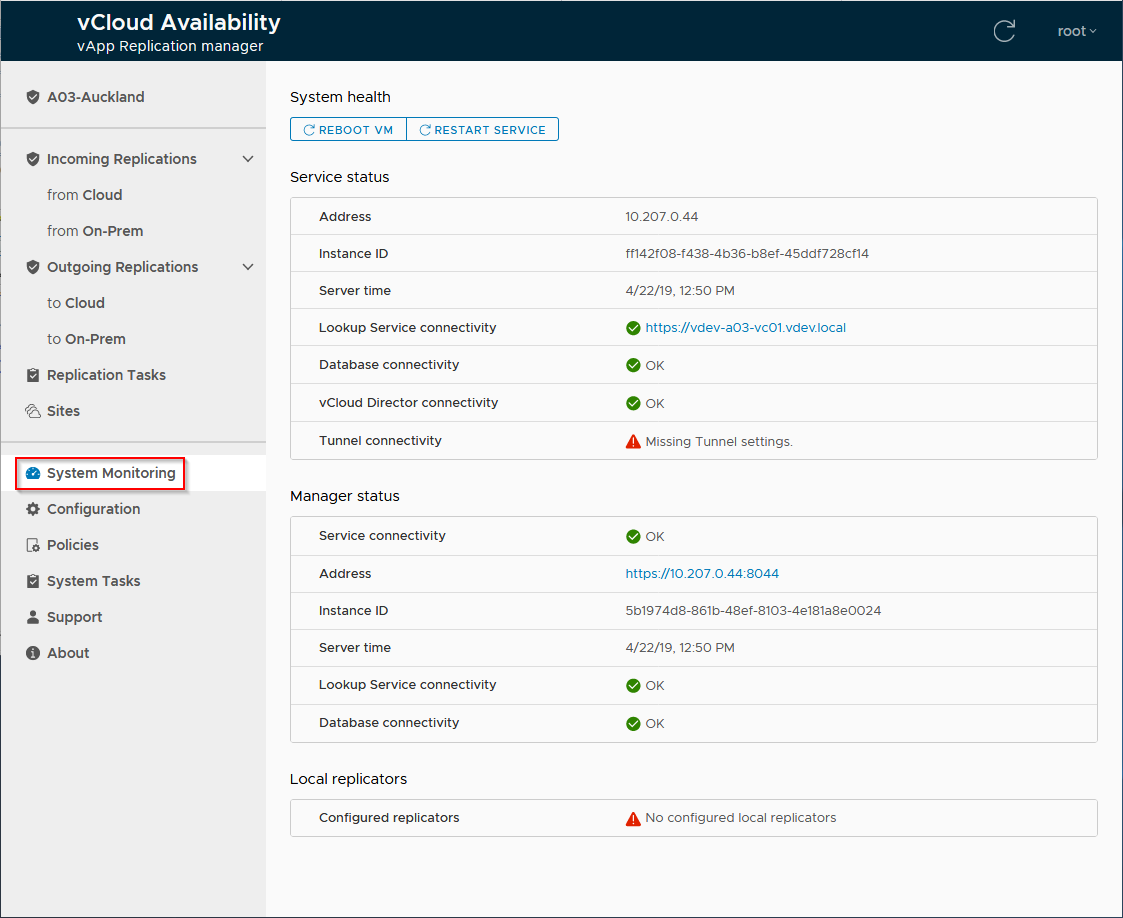 vCloud Availability
vApp Replication manager
root
A03-Auckland
Incoming Replications
from Cloud
from On-Prem
Outgoing Replications
to Cloud
to On-Prem
Replication Tasks
Sites
System Monitoring
Configuration
Policies
System Tasks
Support
About
System health
REBOOT VM RESTART SERVICE
Service status
Address 10.207.0.44
Instance ID ff142f08-f438-4b36-b8ef-45ddf728cf14
Server time 4/22/19, 12:50 PM
Lookup Service connectivity https://vdev-a03-vc01.vdev.local
Database connectivity OK
vCloud Director connectivity OK
Tunnel connectivity Missing Tunnel settings.
Manager status
Service connectivity OK
Address https://10.207.0.44:8044
Instance ID 5b1974d8-861b-48ef-8103-4e181a8e0024
Server time 4/22/19, 12:50 PM
Lookup Service connectivity OK
Database connectivity OK
Local replicators
Configured replicators No configured local replicators